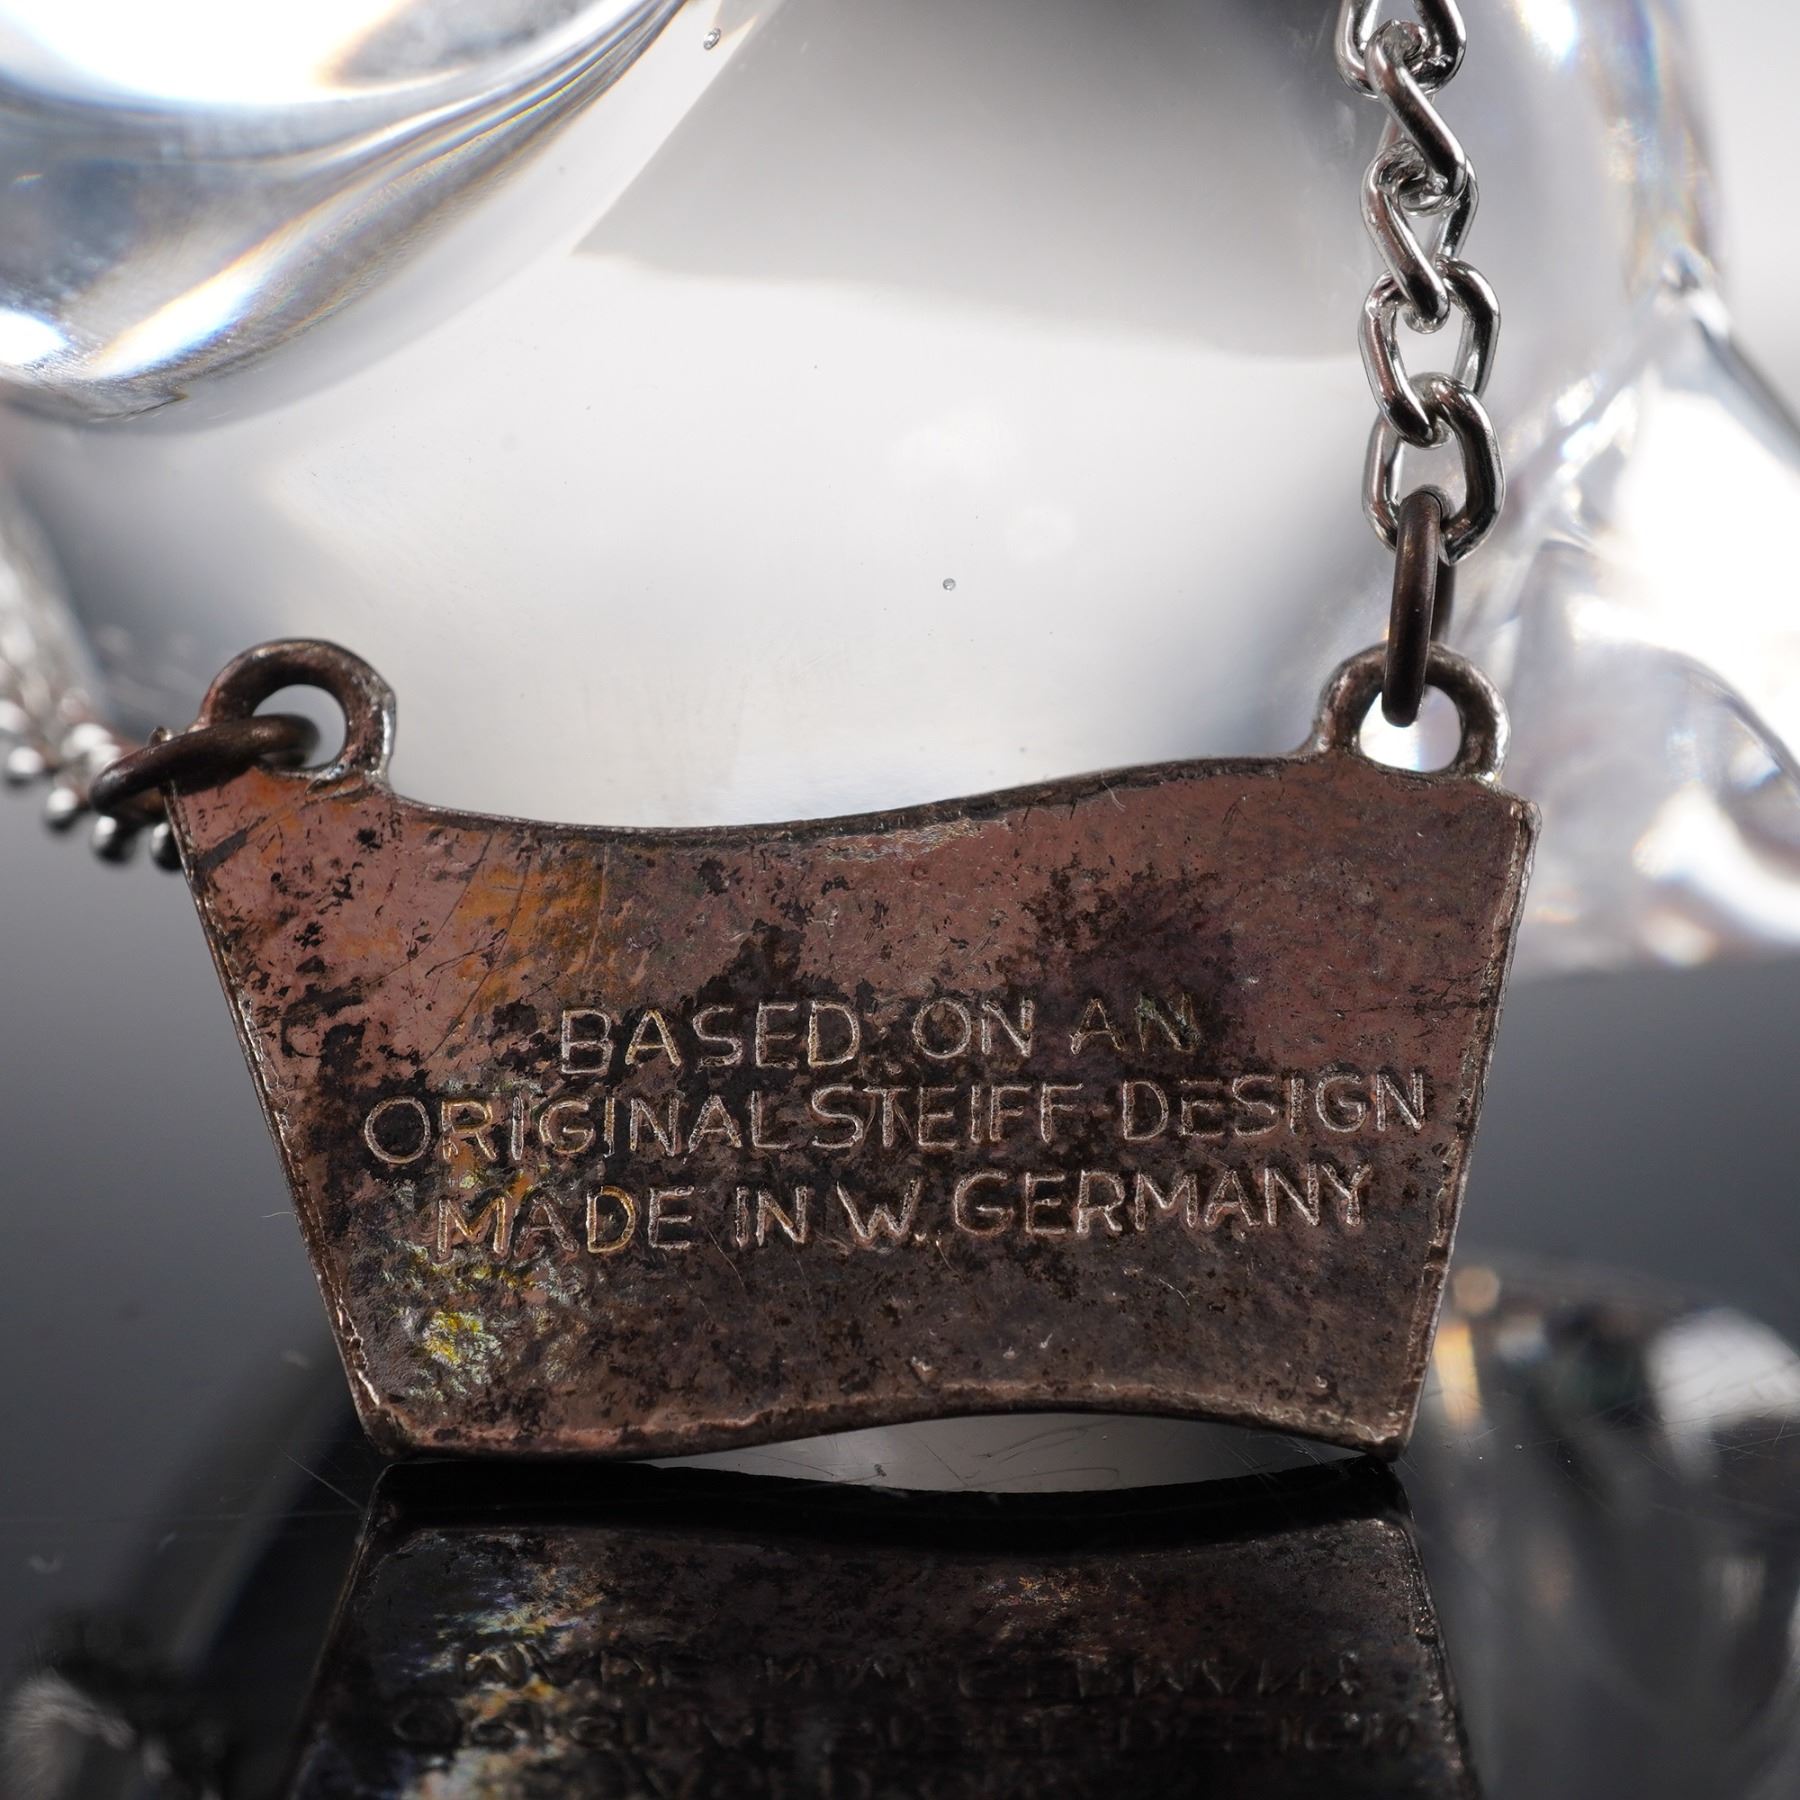 BASED ON AN
ORIGINAL STEIFF DESIGN
MADE IN W. GERMANY